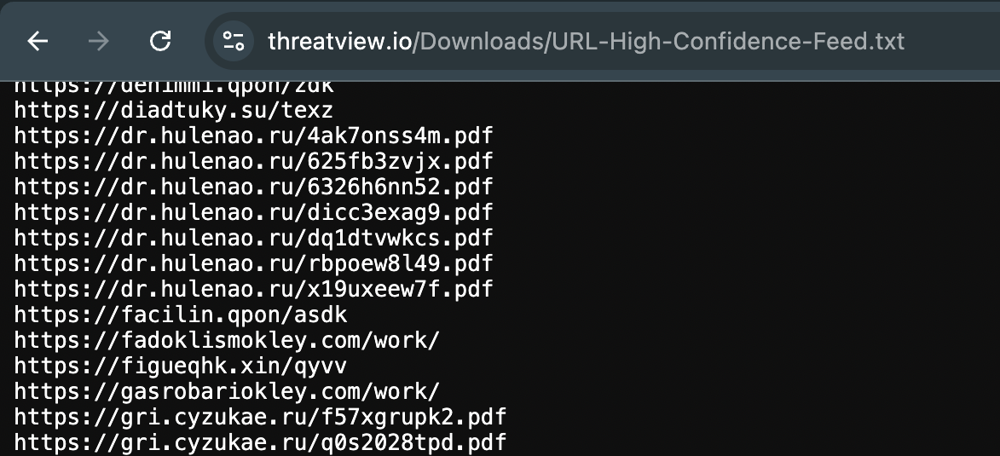 threatview.io/Downloads/URL-High-Confidence-Feed.txt
https://denimmi.qpon/zdk
https://diadtuky.su/texz
https://dr.hulenao.ru/4ak7onss4m.pdf
https://dr.hulenao.ru/625fb3zvjx.pdf
https://dr.hulenao.ru/6326h6nn52.pdf
https://dr.hulenao.ru/dicc3exag9.pdf
https://dr.hulenao.ru/dq1dtvwkcs.pdf
https://dr.hulenao.ru/rbpoew8l49.pdf
https://dr.hulenao.ru/x19uxeew7f.pdf
https://facilin.qpon/asdk
https://fadoklismokley.com/work/
https://figueqhk.xin/qyvv
https://gasrobariokley.com/work/
https://gri.cyzukae.ru/f57xgrupk2.pdf
https://gri.cyzukae.ru/q0s2028tpd.pdf